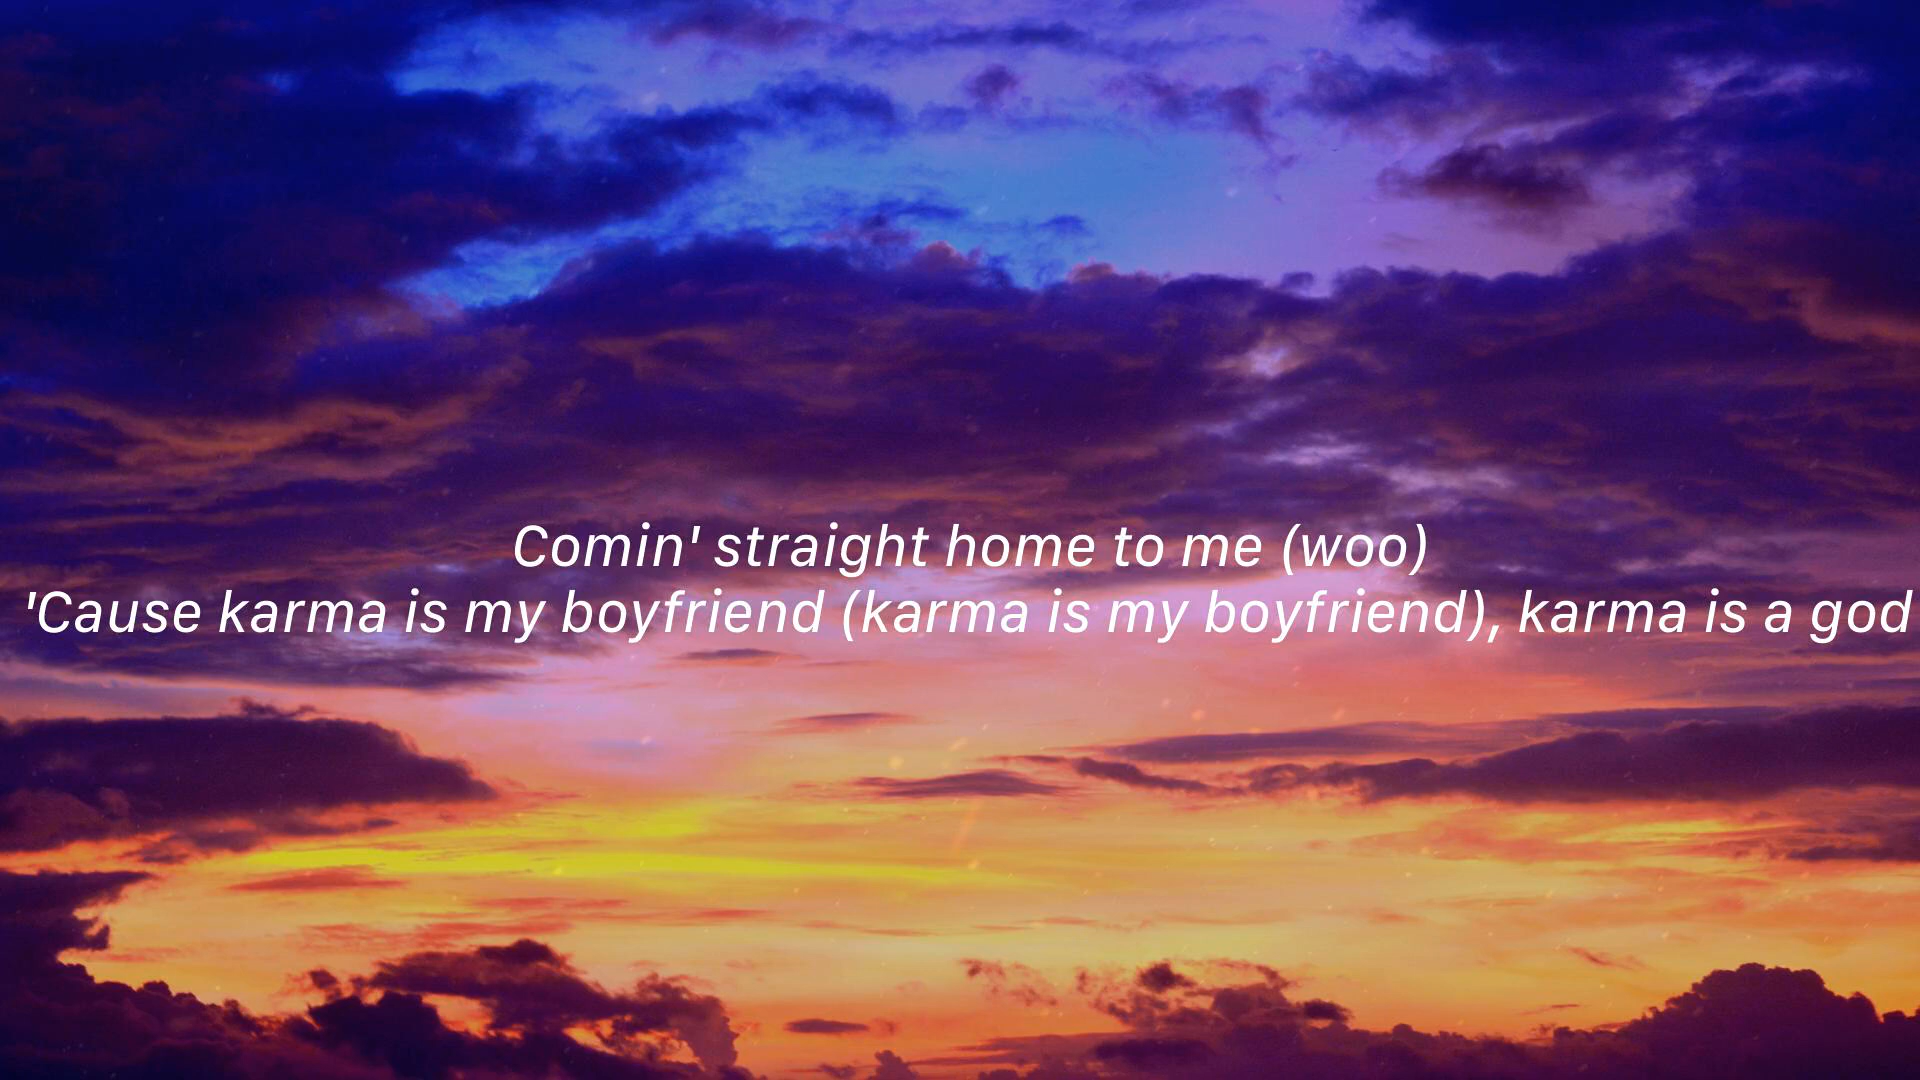 Comin' straight home to me (woo)
'Cause karma is my boyfriend (karma is my boyfriend), karma is a god